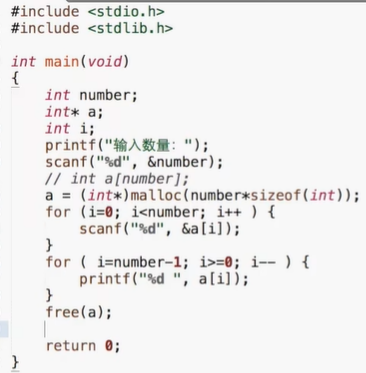 #include <stdio.h>
#include <stdlib.h>
int main(void)
{
int number;
int* a;
int i;
printf("输入数量：");
scanf("%d", &number);
// int a[number];
a = (int*)malloc(number*sizeof(int));
for (i=0; i<number; i++ ) {
scanf("%d", &a[i]);
}
for ( i=number-1; i>=0; i-- ) {
printf("%d ", a[i]);
}
free(a);
return 0;
}